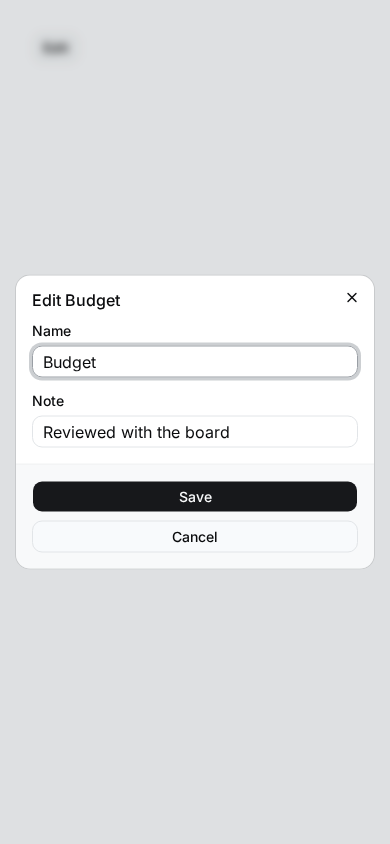 Edit Budget
Name
Budget
Note
Reviewed with the board
Save
Cancel